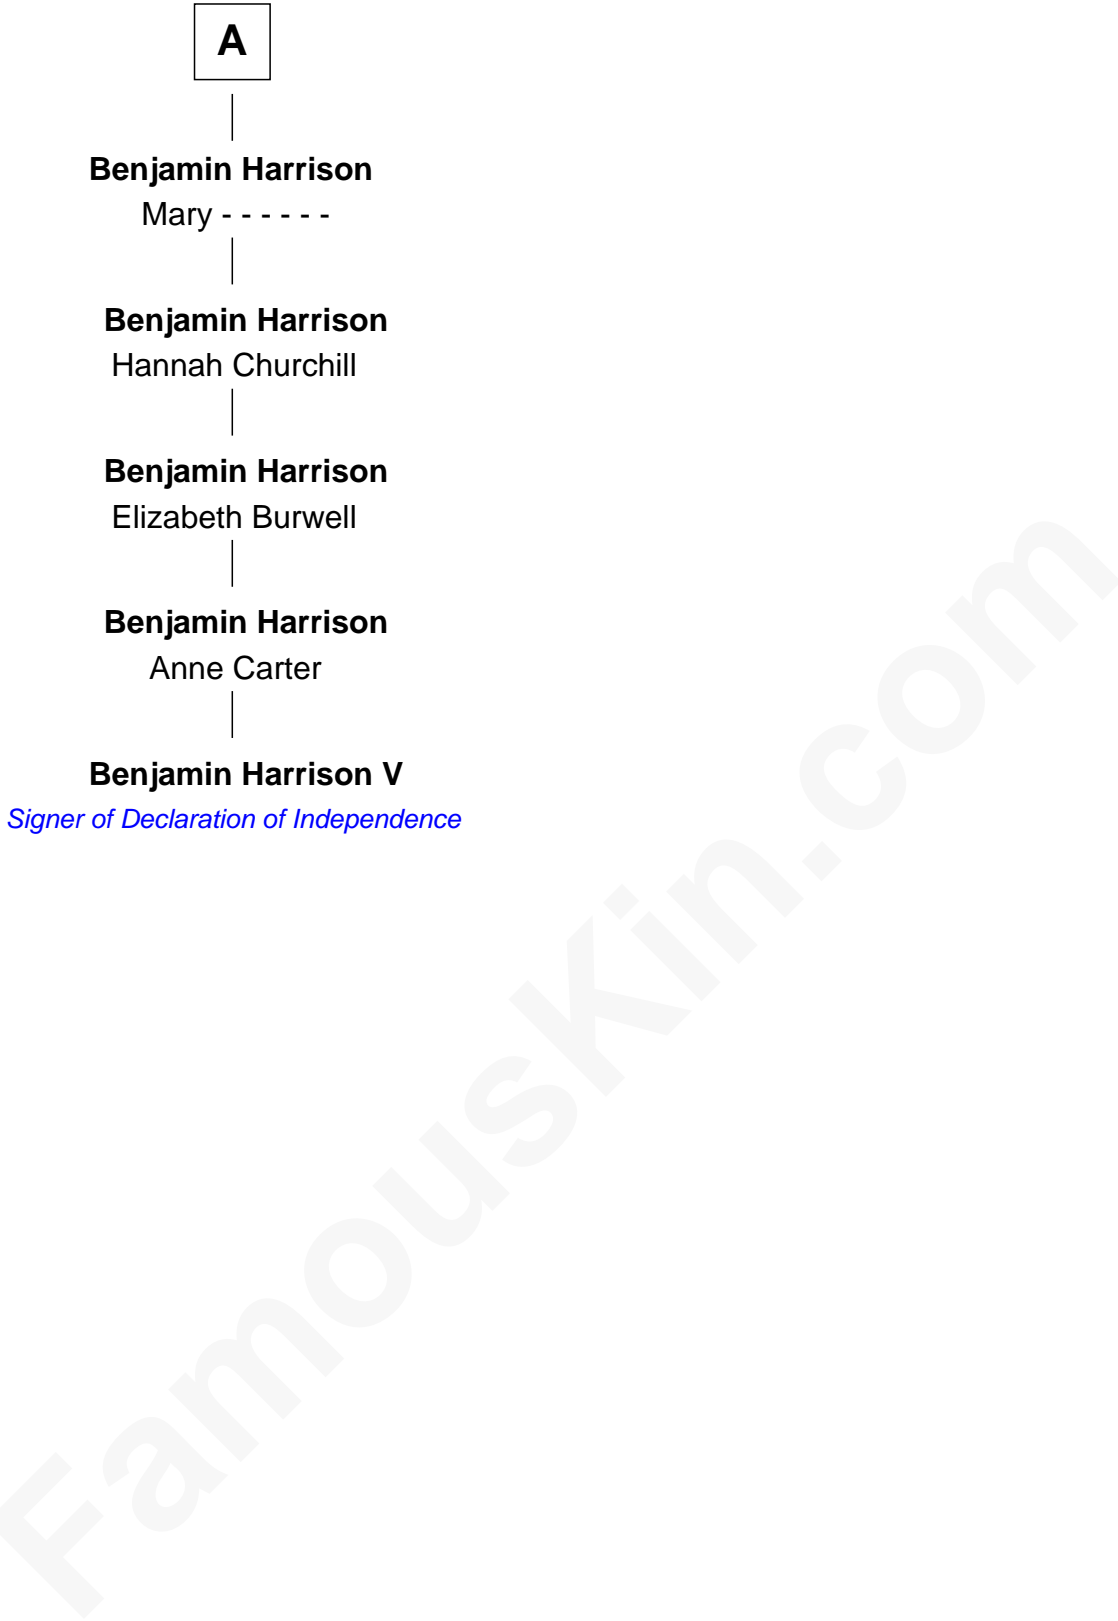 A
Benjamin Harrison
Mary - - - - - -
Benjamin Harrison
Hannah Churchill
Benjamin Harrison
Elizabeth Burwell
Benjamin Harrison
Anne Carter
Benjamin Harrison V
Signer of Declaration of Independence
FamousKin.com